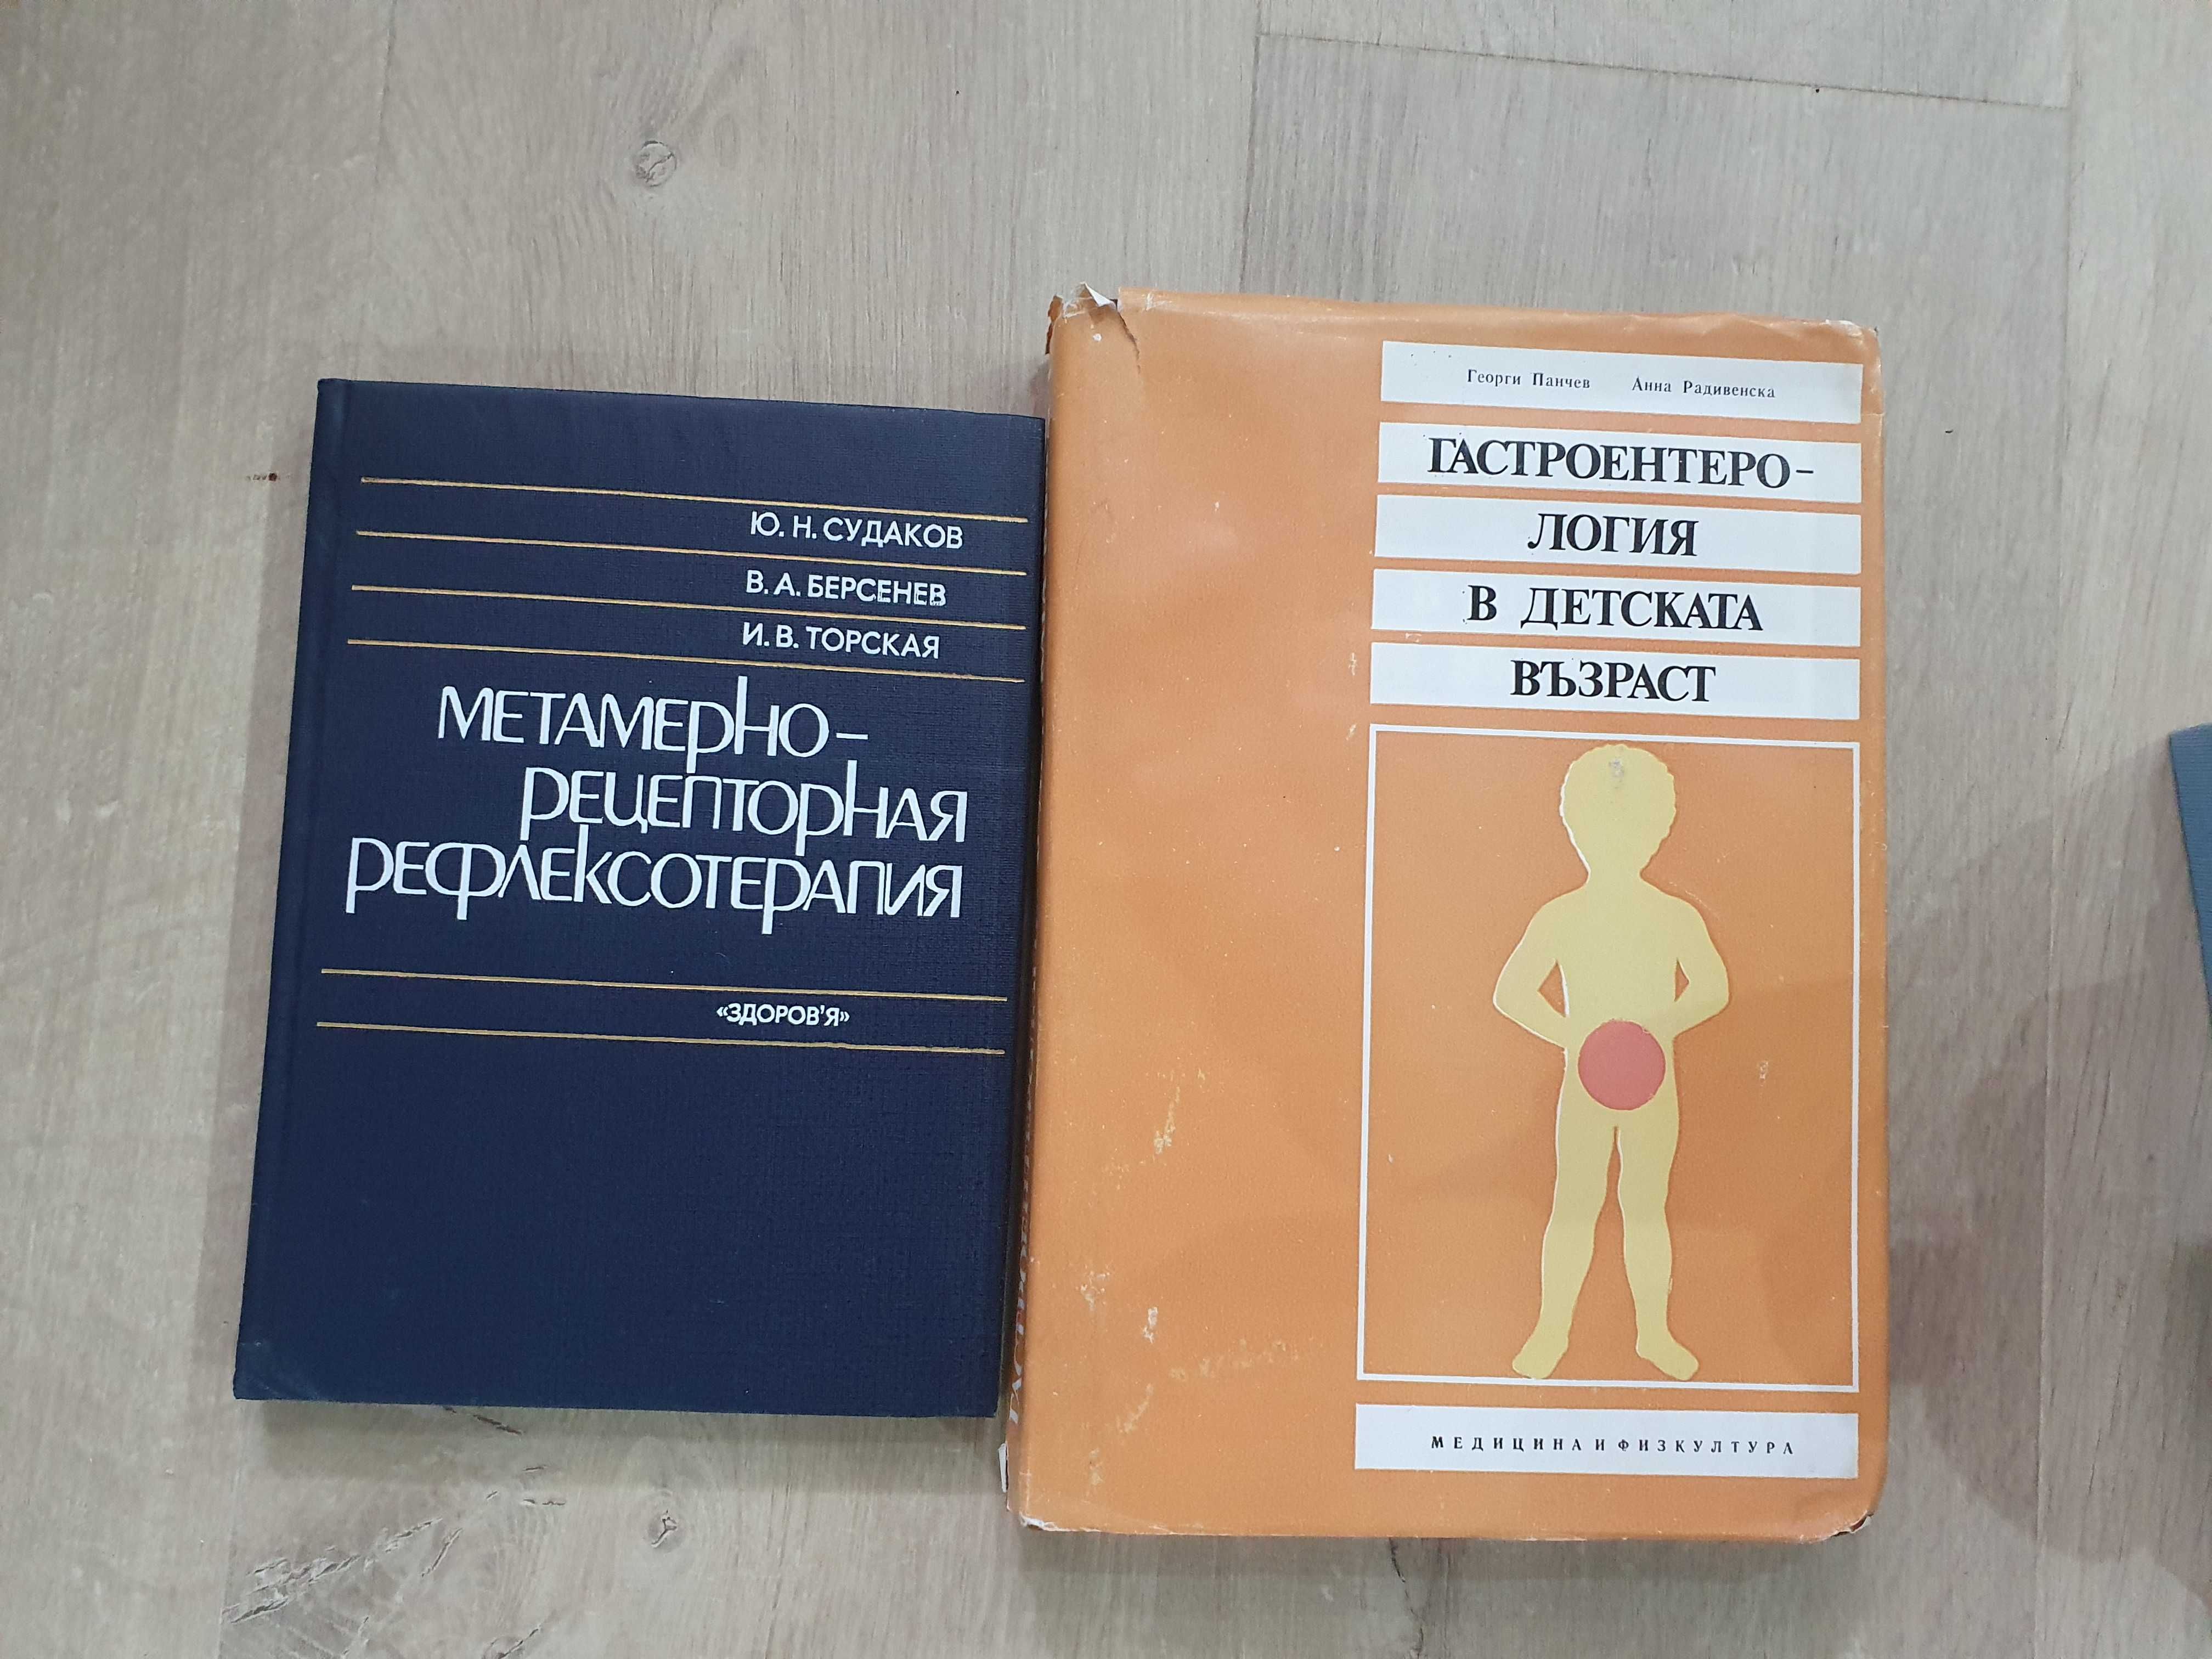 Ю. Н. СУДАКОВ
В. А. БЕРСЕНЕВ
И. В. ТОРСКАЯ
МЕТАМЕРНО-
РЕЦЕПТОРНАЯ
РЕФЛЕКСОТЕРАПИЯ
«ЗДОРОВ'Я»
Георги Панчев Анна Радивенска
ГАСТРОЕНТЕРО-
ЛОГИЯ
В ДЕТСКАТА
ВЪЗРАСТ
МЕДИЦИНА И ФИЗКУЛТУРА